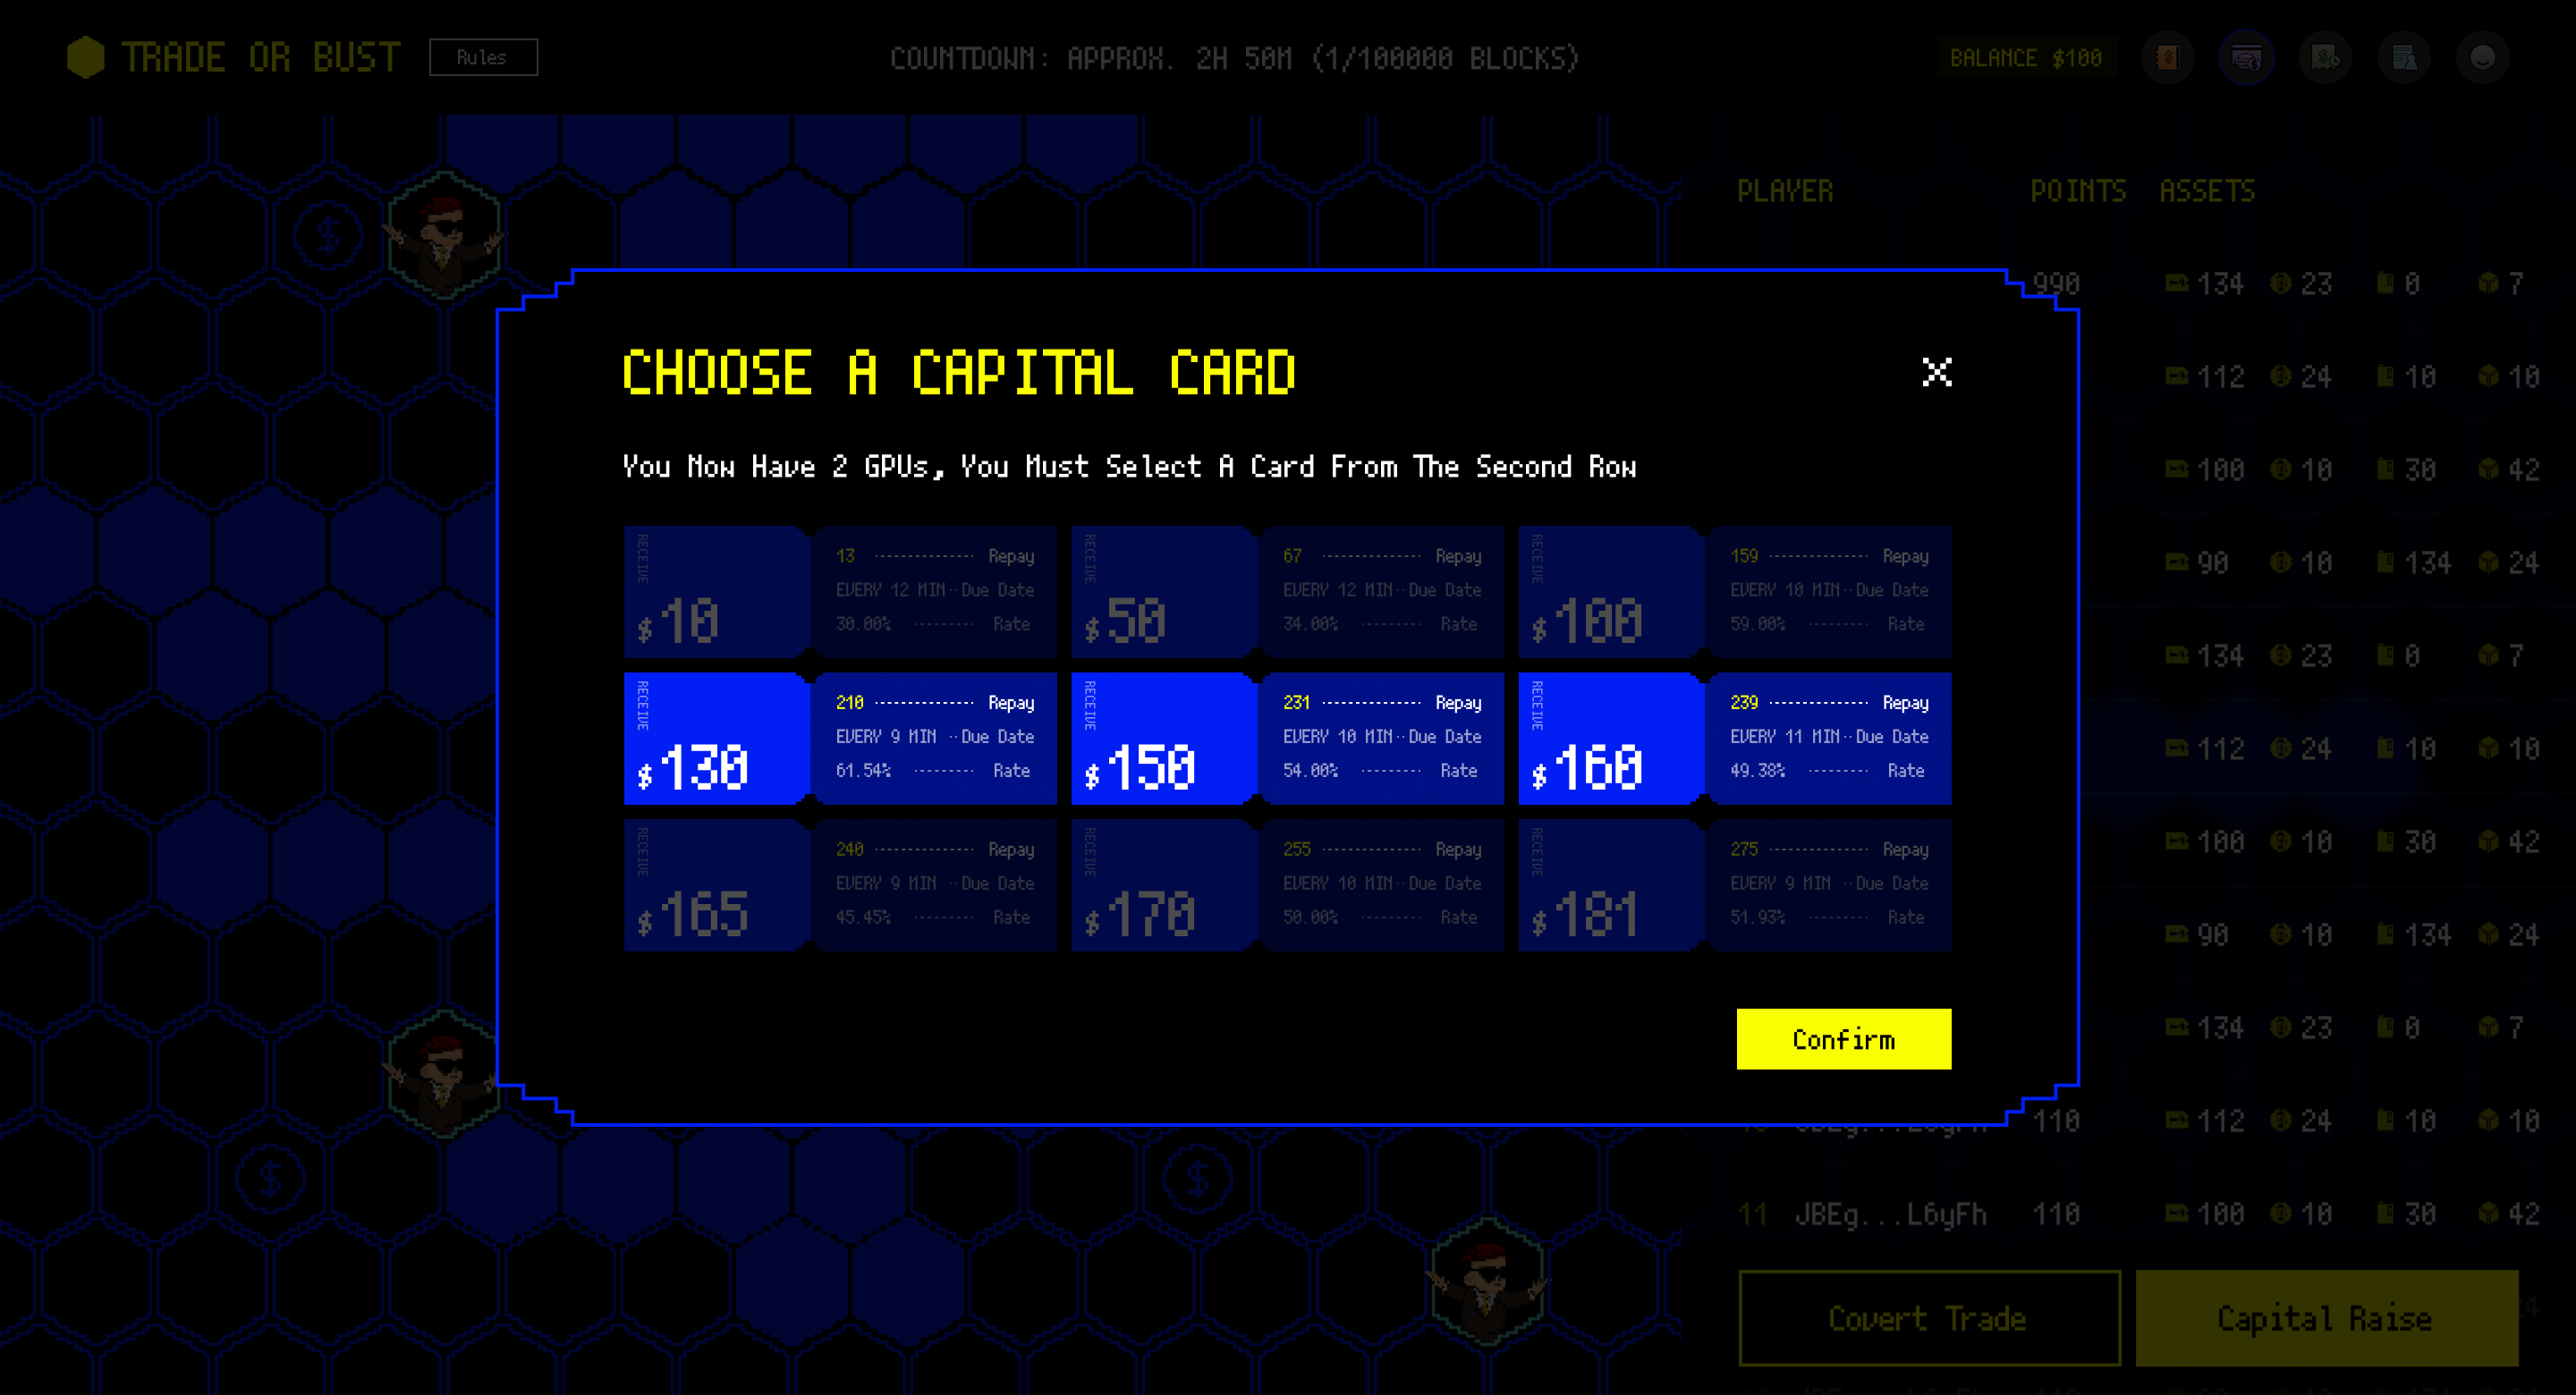 TRADE OR BUST
Rules
COUNTDOWN: APPROX. 2H 50M (1/100000 BLOCKS)
BALANCE $100
PLAYER POINTS ASSETS
990 134 23 0 7
112 24 10 10
100 10 30 42
90 10 134 24
134 23 0 7
112 24 10 10
100 10 30 42
90 10 134 24
134 23 0 7
110 112 24 10 10
11 JBEg...L6yFh 110 100 10 30 42
Covert Trade
Capital Raise
CHOOSE A CAPITAL CARD
You Now Have 2 GPUs, You Must Select A Card From The Second Row
RECEIVE
$10
13 Repay
EVERY 12 MIN Due Date
30.00% Rate
RECEIVE
$50
67 Repay
EVERY 12 MIN Due Date
34.00% Rate
RECEIVE
$100
159 Repay
EVERY 10 MIN Due Date
59.00% Rate
RECEIVE
$130
210 Repay
EVERY 9 MIN Due Date
61.54% Rate
RECEIVE
$150
231 Repay
EVERY 10 MIN Due Date
54.00% Rate
RECEIVE
$160
239 Repay
EVERY 11 MIN Due Date
49.38% Rate
RECEIVE
$165
240 Repay
EVERY 9 MIN Due Date
45.45% Rate
RECEIVE
$170
255 Repay
EVERY 10 MIN Due Date
50.00% Rate
RECEIVE
$181
275 Repay
EVERY 9 MIN Due Date
51.93% Rate
Confirm